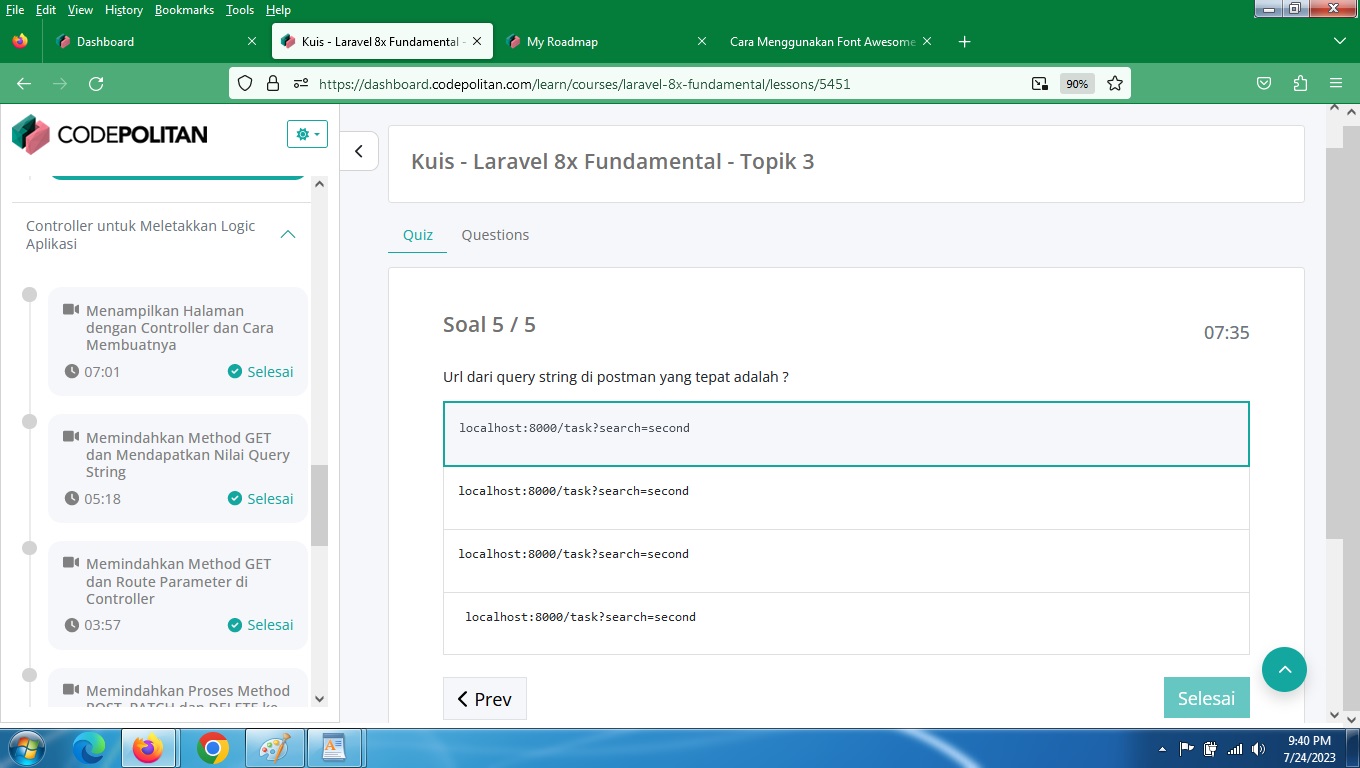 File Edit View History Bookmarks Tools Help
Dashboard
Kuis - Laravel 8x Fundamental -
My Roadmap
Cara Menggunakan Font Awesome
https://dashboard.codepolitan.com/learn/courses/laravel-8x-fundamental/lessons/5451
90%
CODEPOLITAN
Controller untuk Meletakkan Logic
Aplikasi
Menampilkan Halaman
dengan Controller dan Cara
Membuatnya
07:01 Selesai
Memindahkan Method GET
dan Mendapatkan Nilai Query
String
05:18 Selesai
Memindahkan Method GET
dan Route Parameter di
Controller
03:57 Selesai
Memindahkan Proses Method
POST, PATCH dan DELETE ke
Kuis - Laravel 8x Fundamental - Topik 3
Quiz Questions
Soal 5 / 5
07:35
Url dari query string di postman yang tepat adalah ?
localhost:8000/task?search=second
localhost:8000/task?search=second
localhost:8000/task?search=second
localhost:8000/task?search=second
Prev
Selesai
9:40 PM
7/24/2023